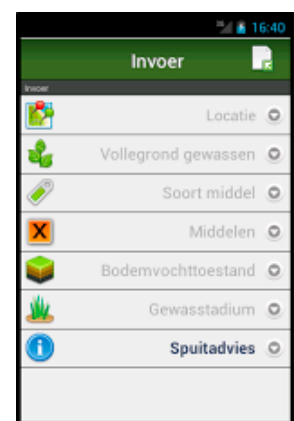 16:40
Invoer
Invoer
Locatie
Vollegrond gewassen
Soort middel
X
Middelen
Bodemvochttoestand
Gewasstadium
i
Spuitadvies